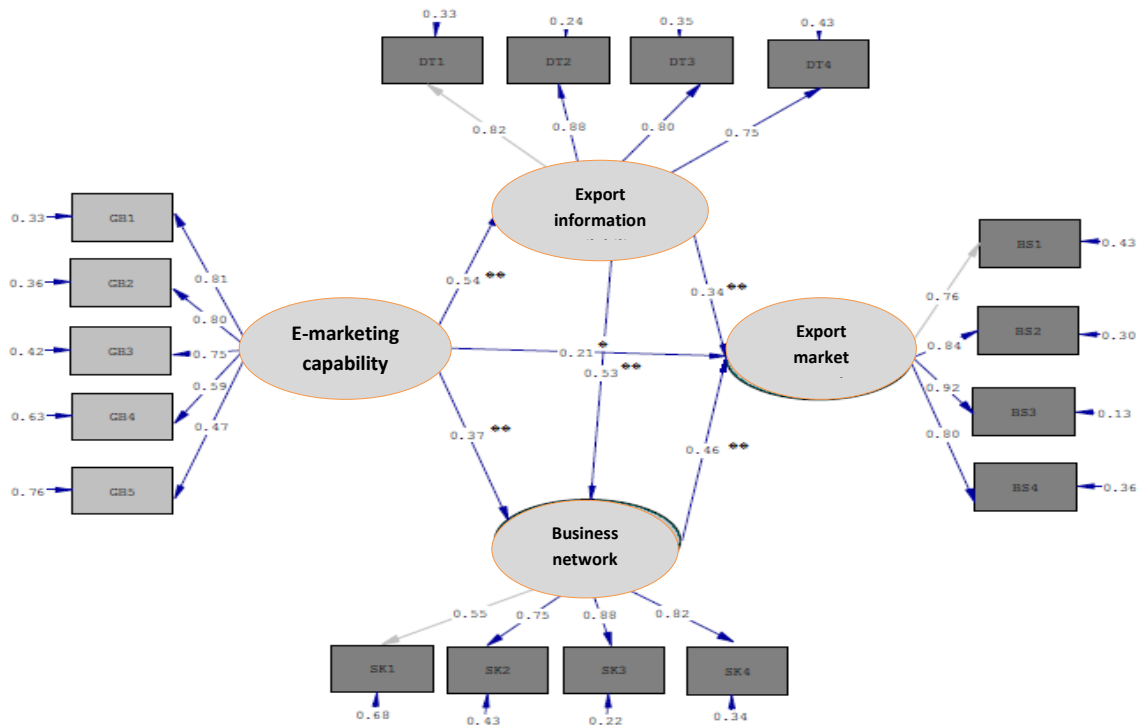 0.33
0.24
0.35
0.43
DT1
DT2
DT3
DT4
0.82
0.88
0.80
0.75
Export
information
GB1
0.33
GB2
0.36
GB3
0.42
GB4
0.63
GB5
0.76
0.81
0.80
0.75
0.59
0.47
E-marketing
capability
0.54 **
0.34 **
0.21 *
0.53 **
0.37 **
0.46 **
Export
market
0.76
0.84
0.92
0.80
BS1
0.43
BS2
0.30
BS3
0.13
BS4
0.36
Business
network
0.55
0.75
0.88
0.82
SK1
SK2
SK3
SK4
0.68
0.43
0.22
0.34